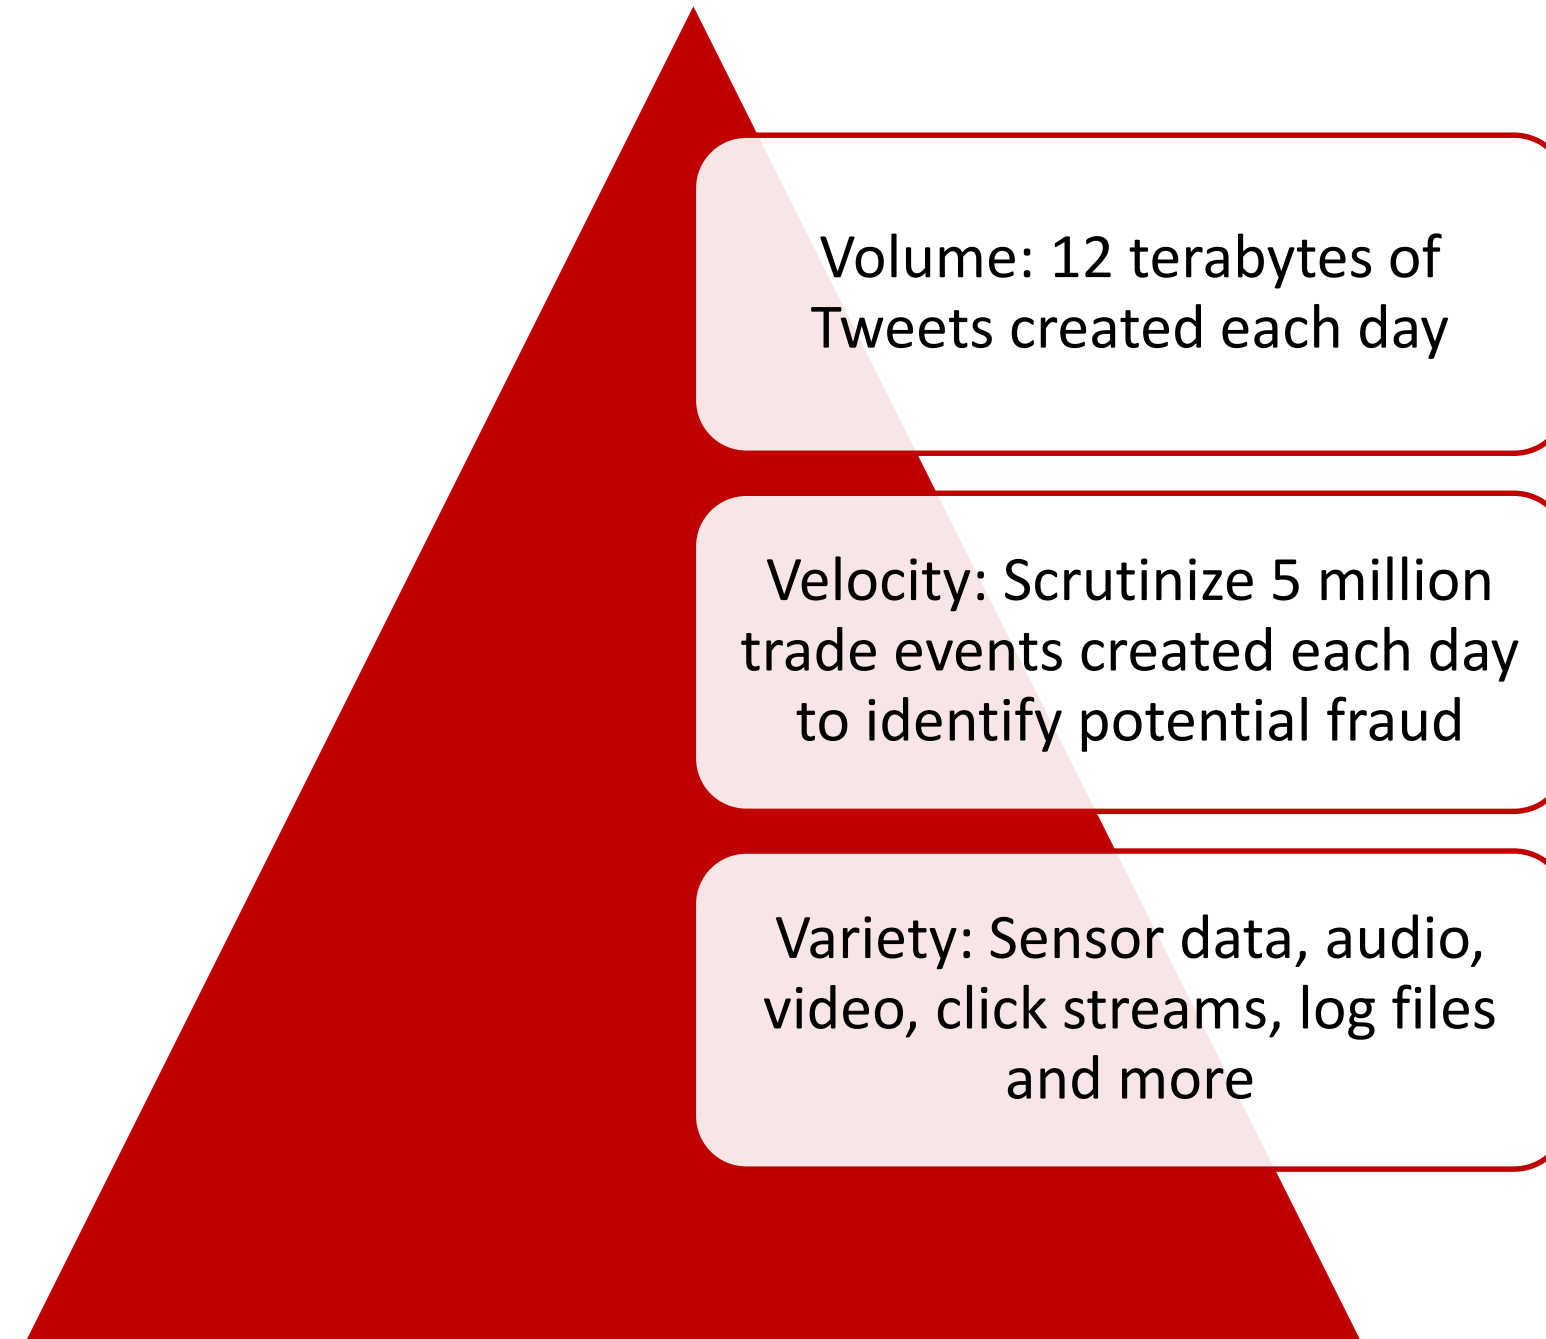 Volume: 12 terabytes of
Tweets created each day
Velocity: Scrutinize 5 million
trade events created each day
to identify potential fraud
Variety: Sensor data, audio,
video, click streams, log files
and more